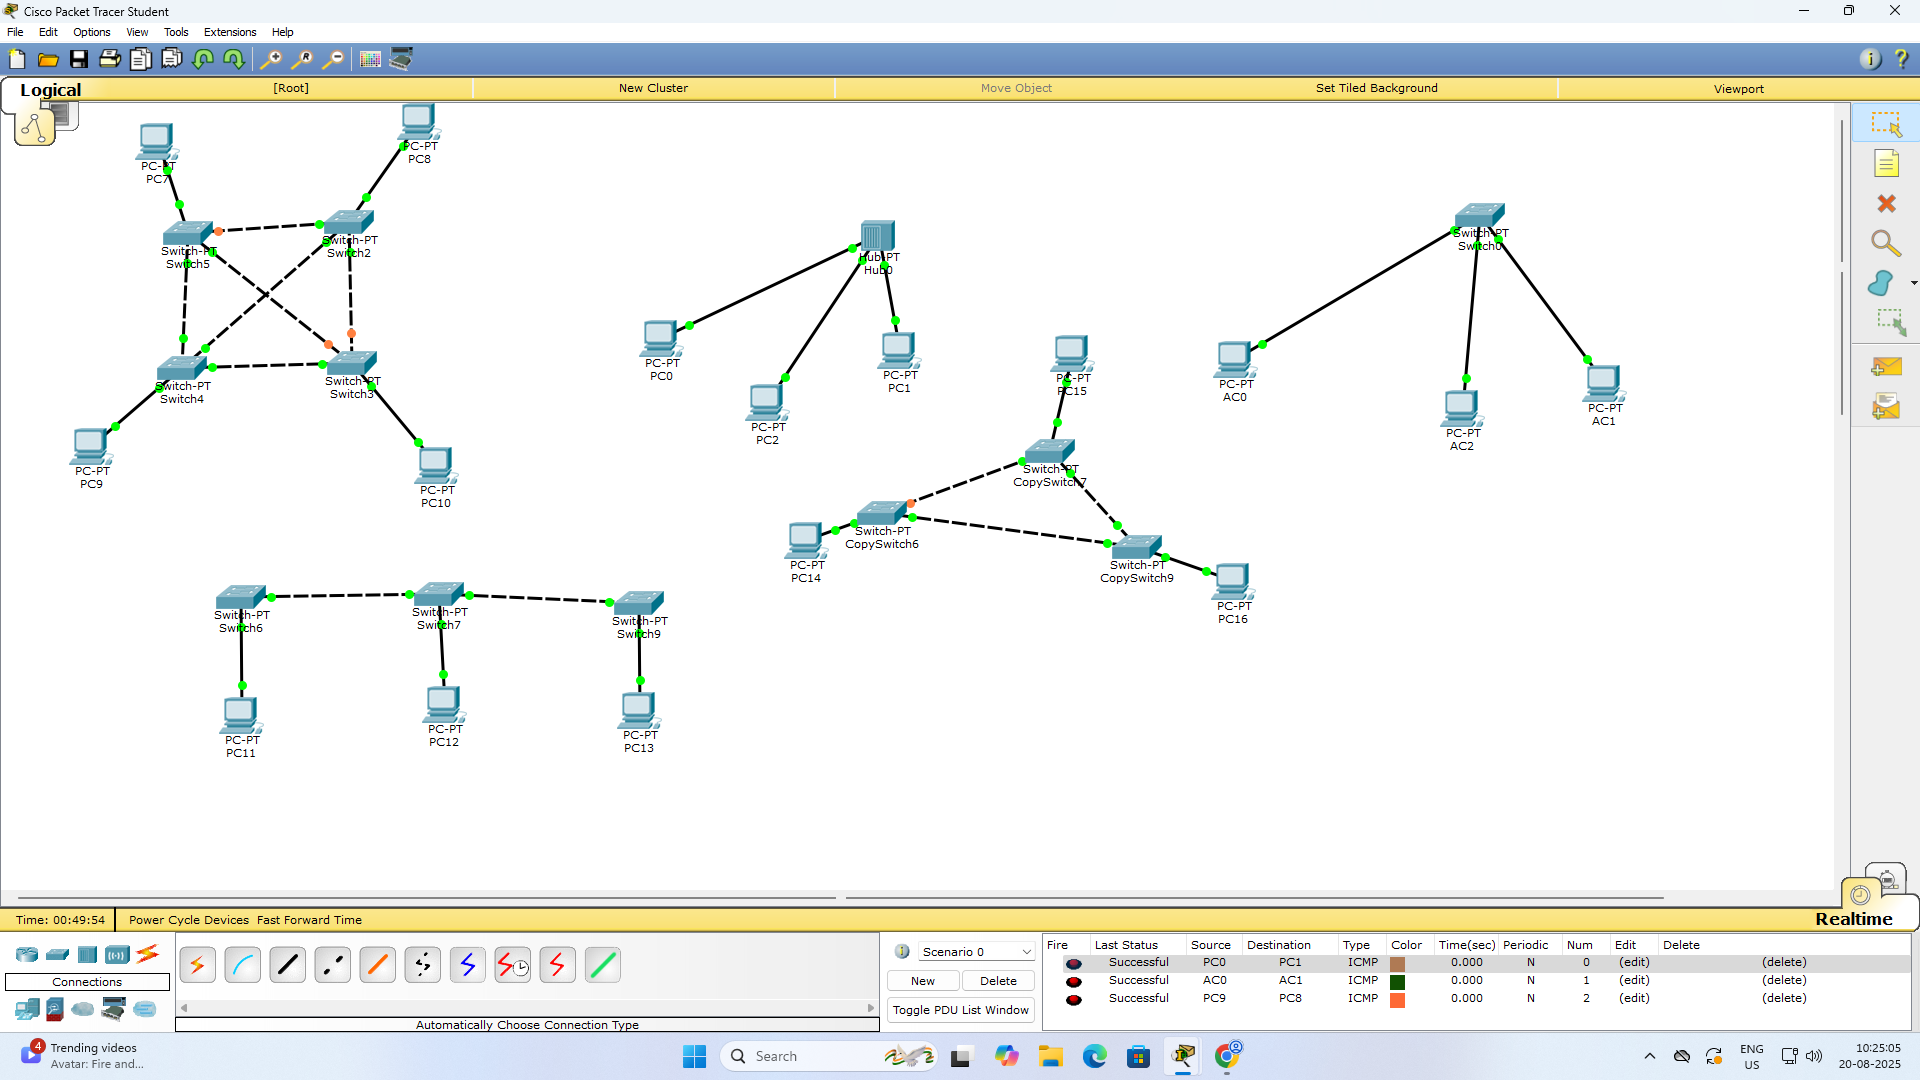 Cisco Packet Tracer Student
File Edit Options View Tools Extensions Help
Logical [Root] New Cluster Move Object Set Tiled Background Viewport
PC-PT
PC7
PC-PT
PC8
Switch-PT
Switch5
Switch-PT
Switch2
Switch-PT
Switch4
Switch-PT
Switch3
PC-PT
PC9
PC-PT
PC10
Hub-PT
Hub0
PC-PT
PC0
PC-PT
PC1
PC-PT
PC2
Switch-PT
Switch0
PC-PT
AC0
PC-PT
AC2
PC-PT
AC1
PC-PT
PC15
Switch-PT
CopySwitch7
Switch-PT
CopySwitch6
Switch-PT
CopySwitch9
PC-PT
PC14
PC-PT
PC16
Switch-PT
Switch6
Switch-PT
Switch7
Switch-PT
Switch9
PC-PT
PC11
PC-PT
PC12
PC-PT
PC13
Time: 00:49:54 Power Cycle Devices Fast Forward Time Realtime
Connections
Automatically Choose Connection Type
Scenario 0
New Delete
Toggle PDU List Window
Fire Last Status Source Destination Type Color Time(sec) Periodic Num Edit Delete
Successful PC0 PC1 ICMP 0.000 N 0 (edit) (delete)
Successful AC0 AC1 ICMP 0.000 N 1 (edit) (delete)
Successful PC9 PC8 ICMP 0.000 N 2 (edit) (delete)
4
Trending videos
Avatar: Fire and...
Search
ENG
US
10:25:05
20-08-2025